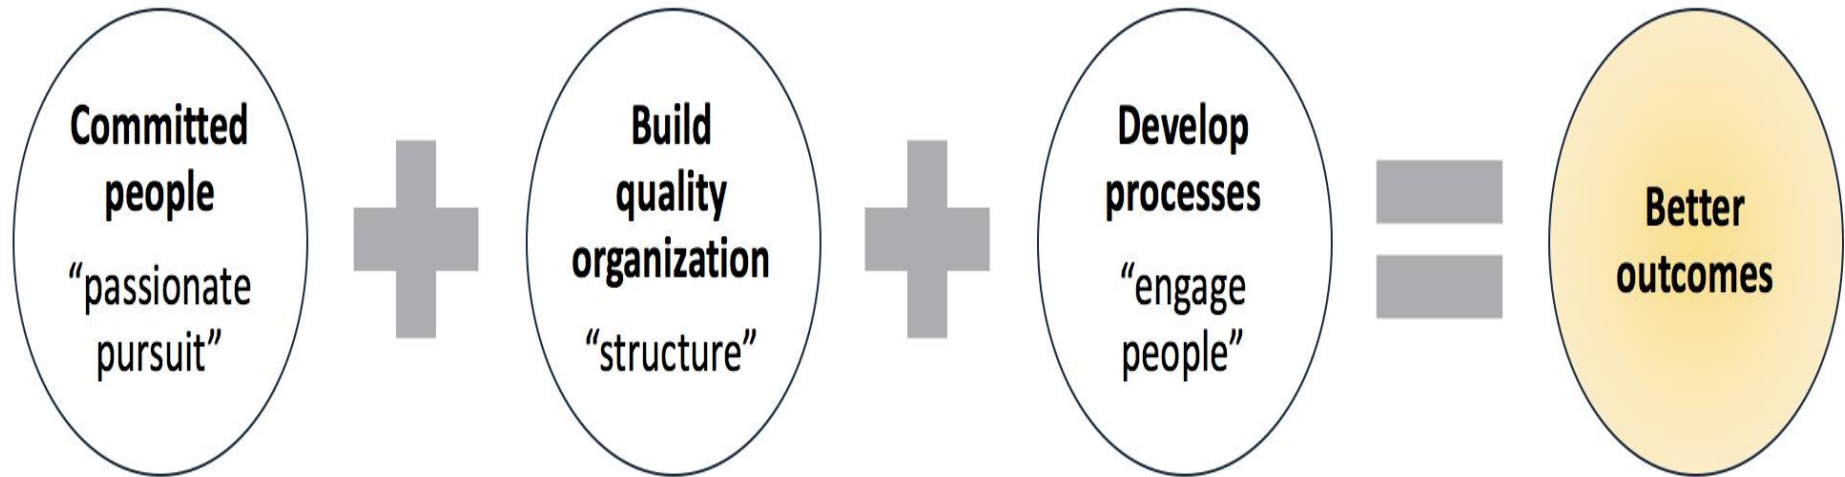 Committed
people
“passionate
pursuit”
Build
quality
organization
“structure”
Develop
processes
“engage
people”
Better
outcomes